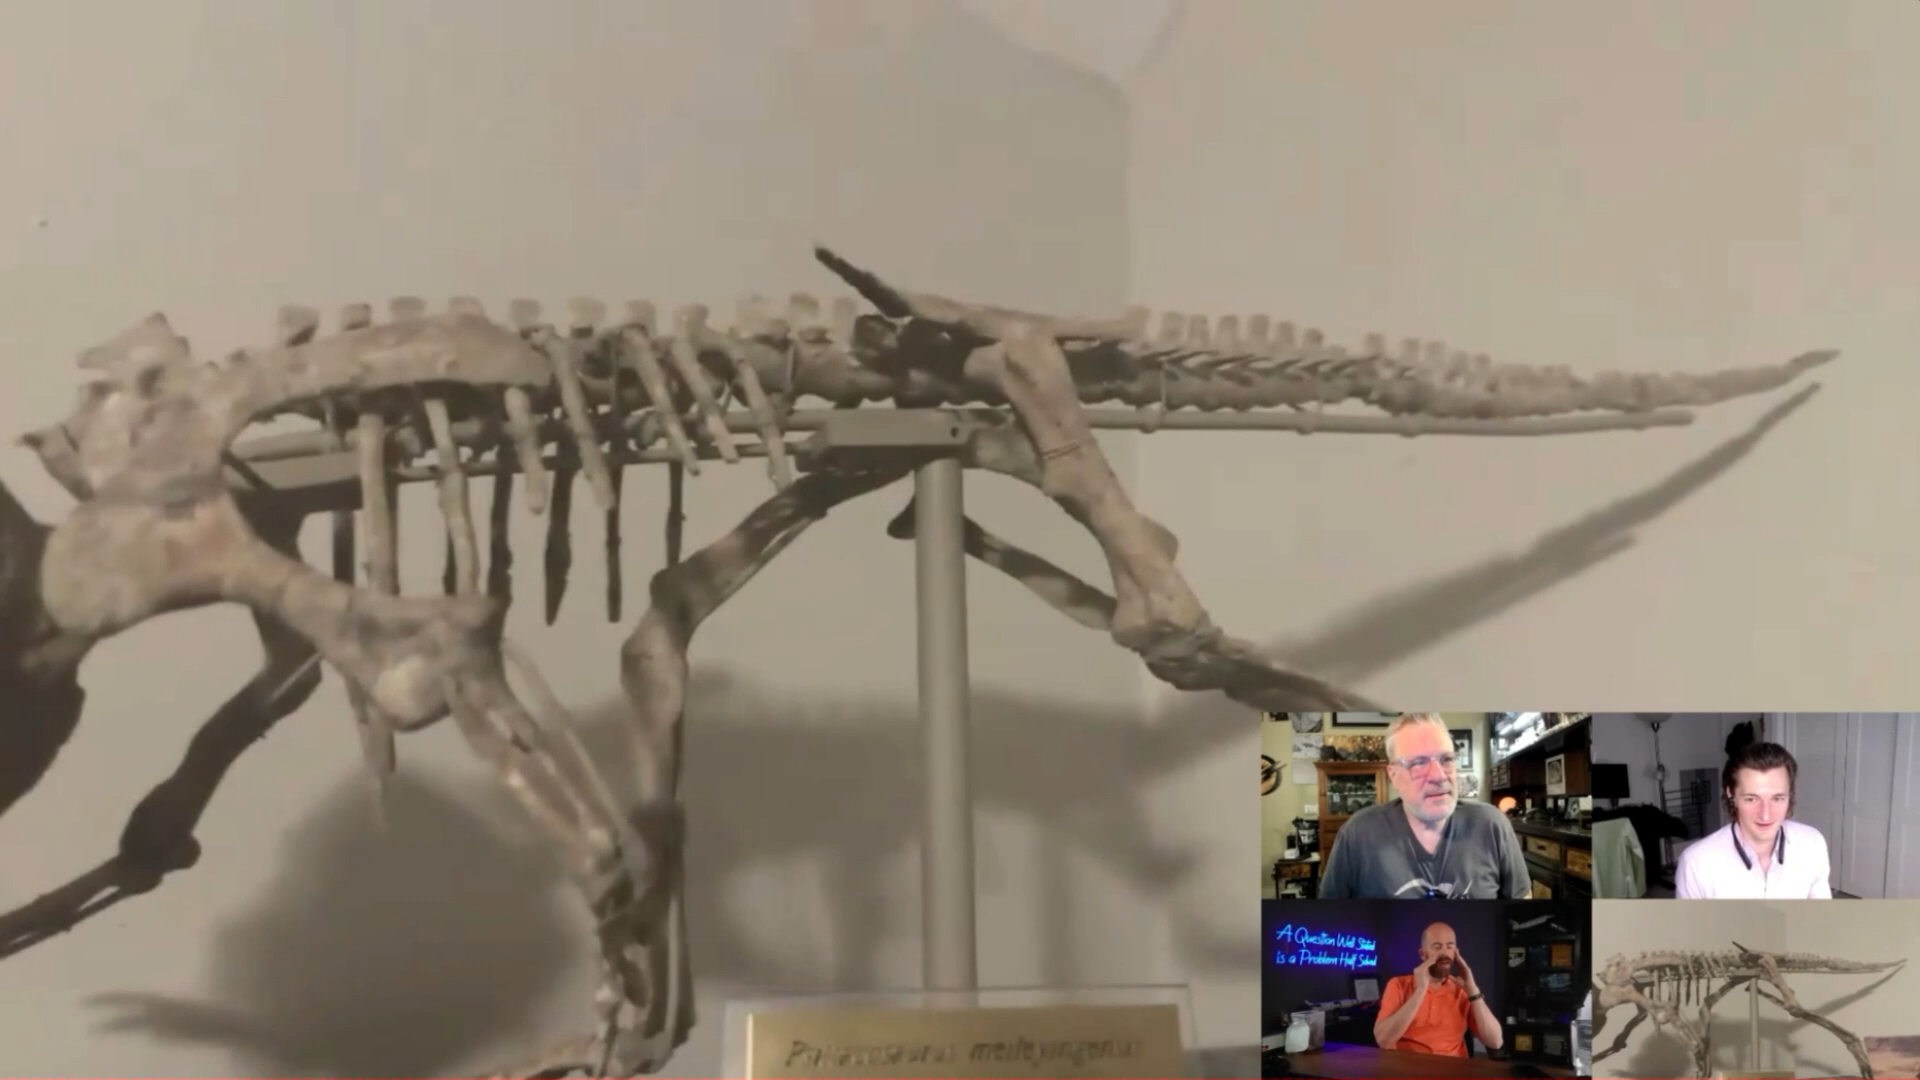 Psittacosaurus meileyingensis
A Question Well Stated
is a Problem Half Solved